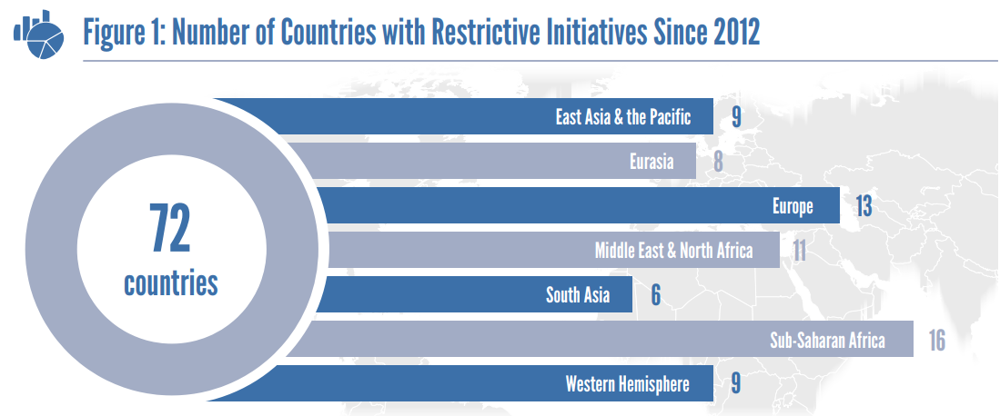 Figure 1: Number of Countries with Restrictive Initiatives Since 2012
72
countries
East Asia & the Pacific 9
Eurasia 8
Europe 13
Middle East & North Africa 11
South Asia 6
Sub-Saharan Africa 16
Western Hemisphere 9